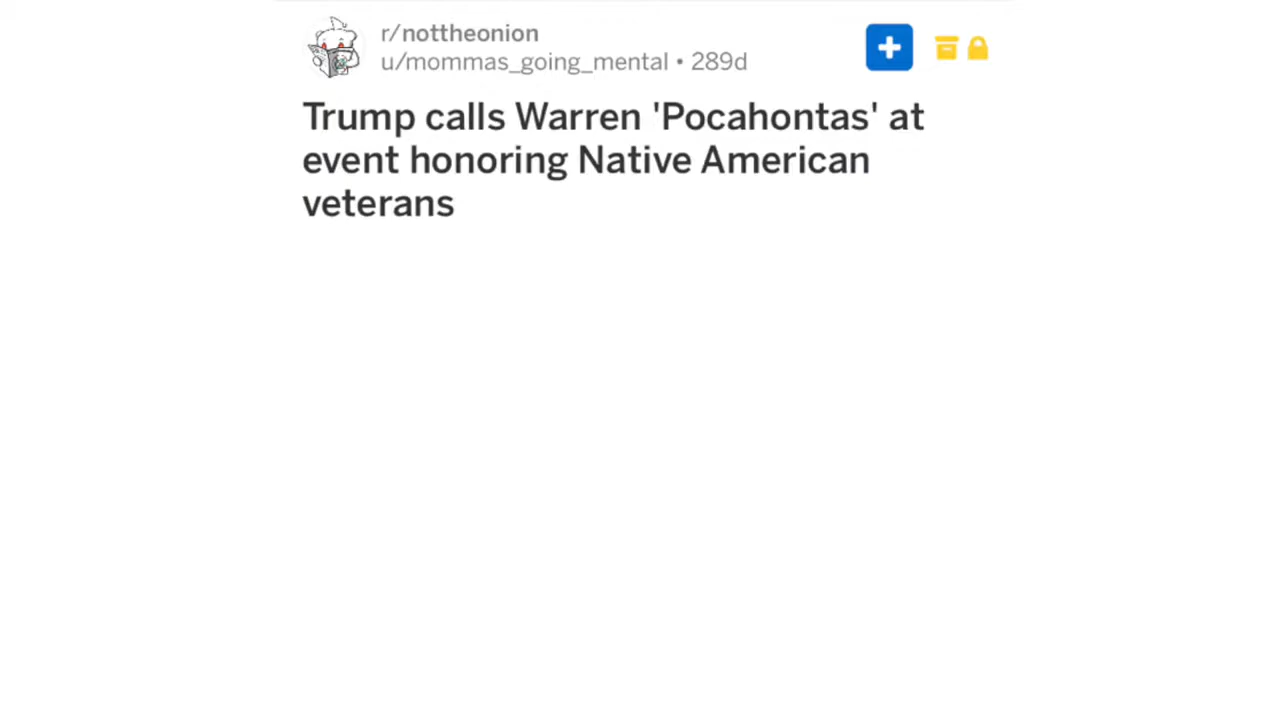 r/nottheonion
u/mommas_going_mental • 289d
Trump calls Warren 'Pocahontas' at
event honoring Native American
veterans